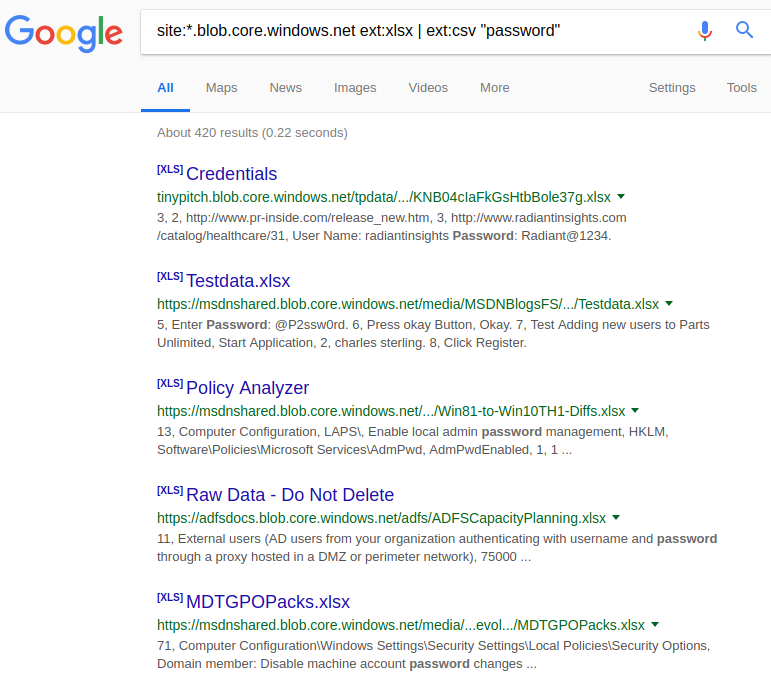 Google
site:*.blob.core.windows.net ext:xlsx | ext:csv "password"
All Maps News Images Videos More Settings Tools
About 420 results (0.22 seconds)
[XLS] Credentials
tinypitch.blob.core.windows.net/tpdata/.../KNB04cIaFkGsHtbBole37g.xlsx
3, 2, http://www.pr-inside.com/release_new.htm, 3, http://www.radiantinsights.com
/catalog/healthcare/31, User Name: radiantinsights Password: Radiant@1234.
[XLS] Testdata.xlsx
https://msdnshared.blob.core.windows.net/media/MSDNBlogsFS/.../Testdata.xlsx
5, Enter Password: @P2ssw0rd. 6, Press okay Button, Okay. 7, Test Adding new users to Parts
Unlimited, Start Application, 2, charles sterling. 8, Click Register.
[XLS] Policy Analyzer
https://msdnshared.blob.core.windows.net/.../Win81-to-Win10TH1-Diffs.xlsx
13, Computer Configuration, LAPS\, Enable local admin password management, HKLM,
Software\Policies\Microsoft Services\AdmPwd, AdmPwdEnabled, 1, 1 ...
[XLS] Raw Data - Do Not Delete
https://adfsdocs.blob.core.windows.net/adfs/ADFSCapacityPlanning.xlsx
11, External users (AD users from your organization authenticating with username and password
through a proxy hosted in a DMZ or perimeter network), 75000 ...
[XLS] MDTGPOPacks.xlsx
https://msdnshared.blob.core.windows.net/media/...evol.../MDTGPOPacks.xlsx
71, Computer Configuration\Windows Settings\Security Settings\Local Policies\Security Options,
Domain member: Disable machine account password changes ...